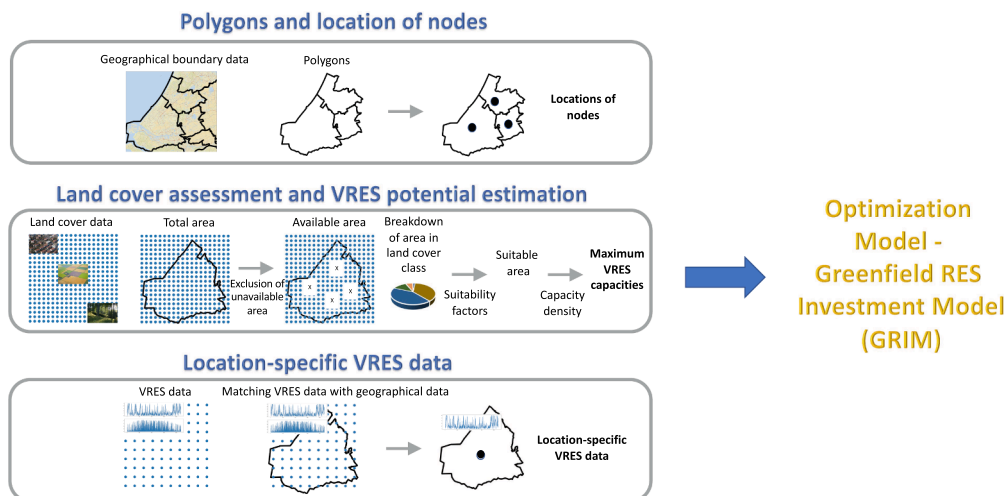 Polygons and location of nodes
Geographical boundary data
Polygons
Locations of
nodes
Land cover assessment and VRES potential estimation
Land cover data
Total area
Exclusion of
unavailable
area
Available area
X
X
X
X
X
Breakdown
of area in
land cover
class
Suitability
factors
Suitable
area
Capacity
density
Maximum
VRES
capacities
Location-specific VRES data
VRES data
Matching VRES data with geographical data
Location-specific
VRES data
Optimization
Model -
Greenfield RES
Investment Model
(GRIM)